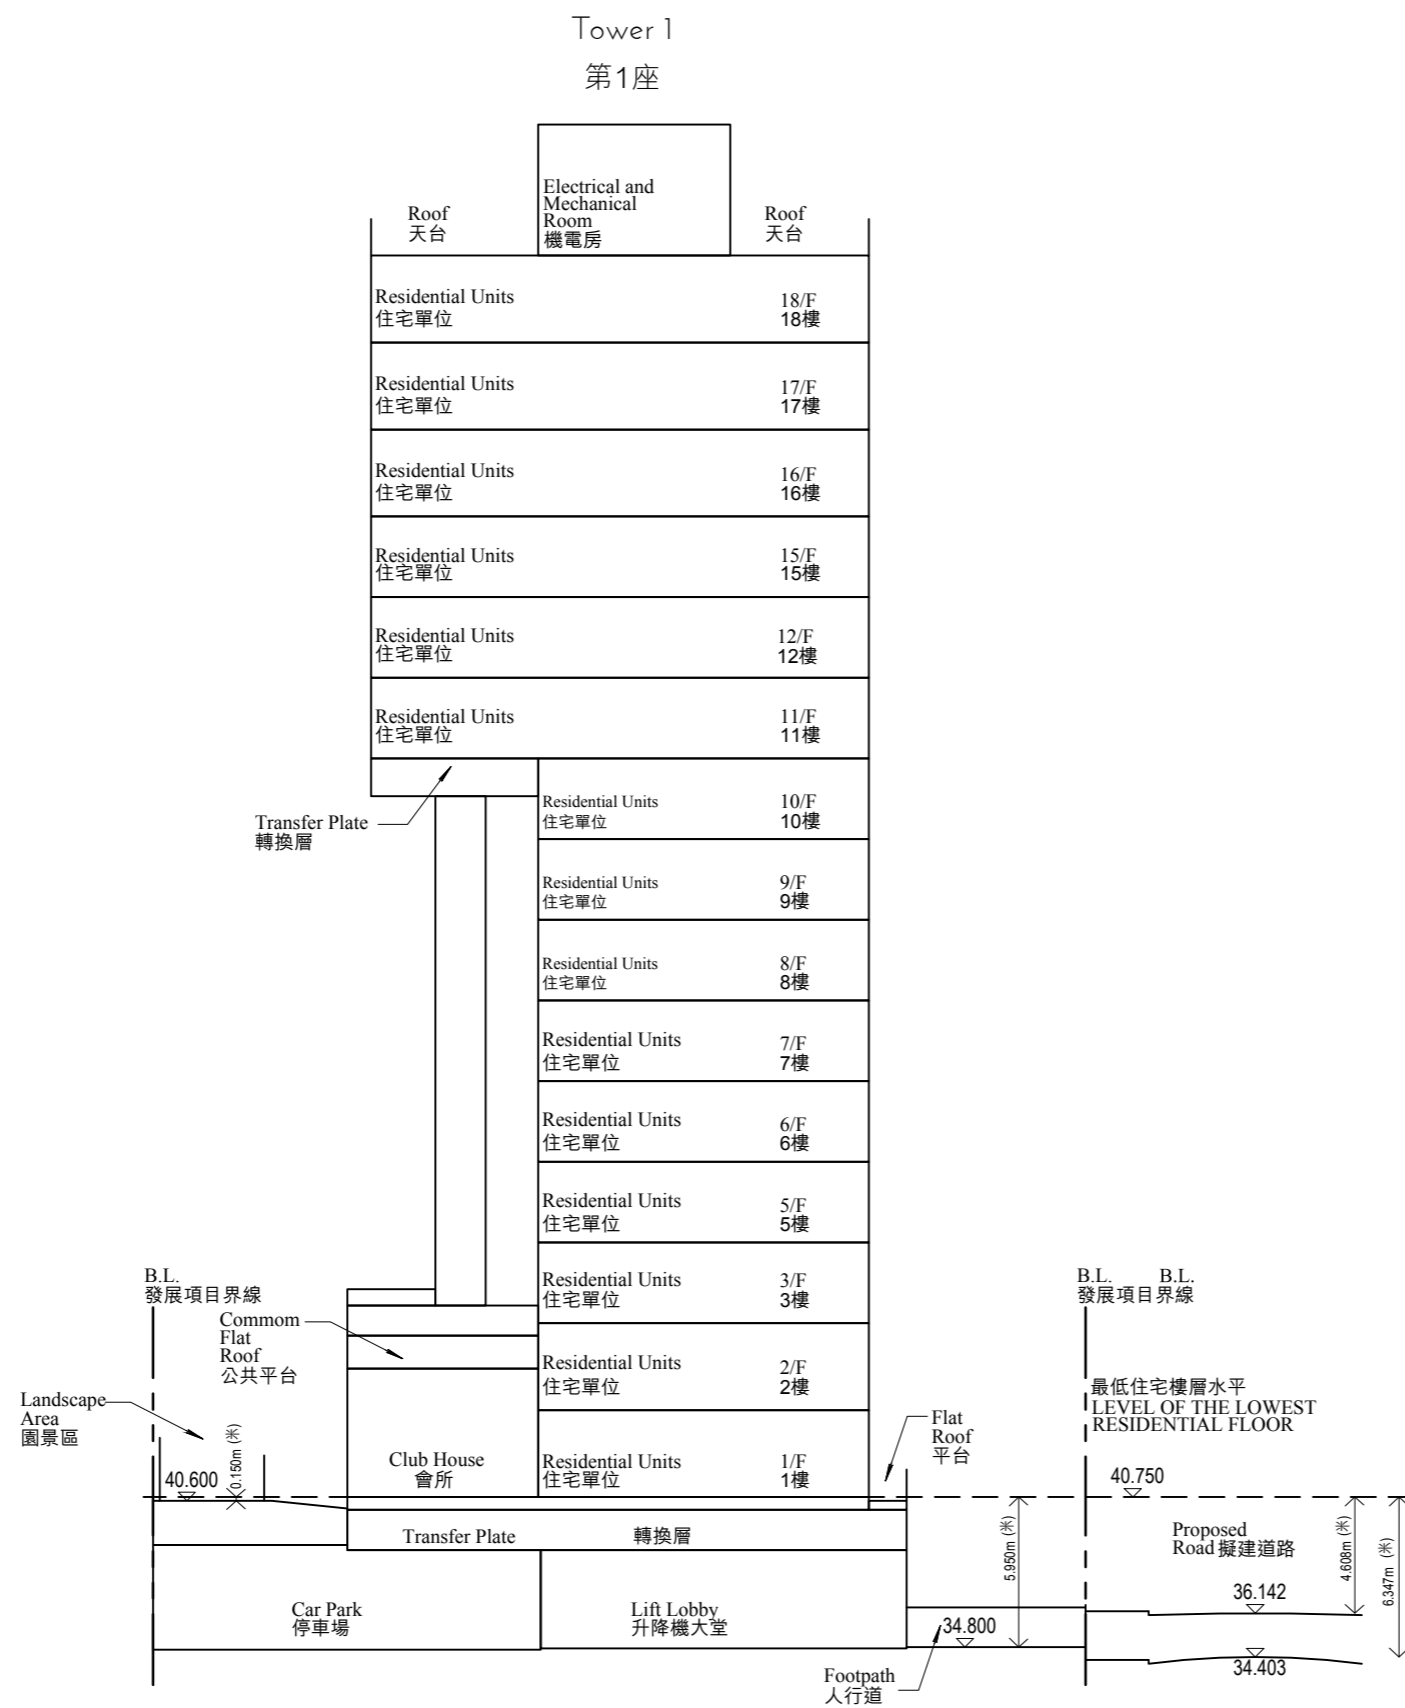 Tower 1
第1座
Electrical and
Mechanical
Room
機電房
Roof
天台
Roof
天台
Residential Units
住宅單位
18/F
18樓
Residential Units
住宅單位
17/F
17樓
Residential Units
住宅單位
16/F
16樓
Residential Units
住宅單位
15/F
15樓
Residential Units
住宅單位
12/F
12樓
Residential Units
住宅單位
11/F
11樓
Transfer Plate
轉換層
Residential Units
住宅單位
10/F
10樓
Residential Units
住宅單位
9/F
9樓
Residential Units
住宅單位
8/F
8樓
Residential Units
住宅單位
7/F
7樓
Residential Units
住宅單位
6/F
6樓
Residential Units
住宅單位
5/F
5樓
Residential Units
住宅單位
3/F
3樓
Residential Units
住宅單位
2/F
2樓
Residential Units
住宅單位
1/F
1樓
B.L.
發展項目界線
Commom
Flat
Roof
公共平台
Landscape
Area
園景區
40.600
0.150m (米)
Club House
會所
Flat
Roof
平台
B.L. B.L.
發展項目界線
最低住宅樓層水平
LEVEL OF THE LOWEST
RESIDENTIAL FLOOR
40.750
Transfer Plate 轉換層
Car Park
停車場
Lift Lobby
升降機大堂
5.950m (米)
Proposed
Road 擬建道路
4.608m (米)
6.347m (米)
36.142
34.800
34.403
Footpath
人行道